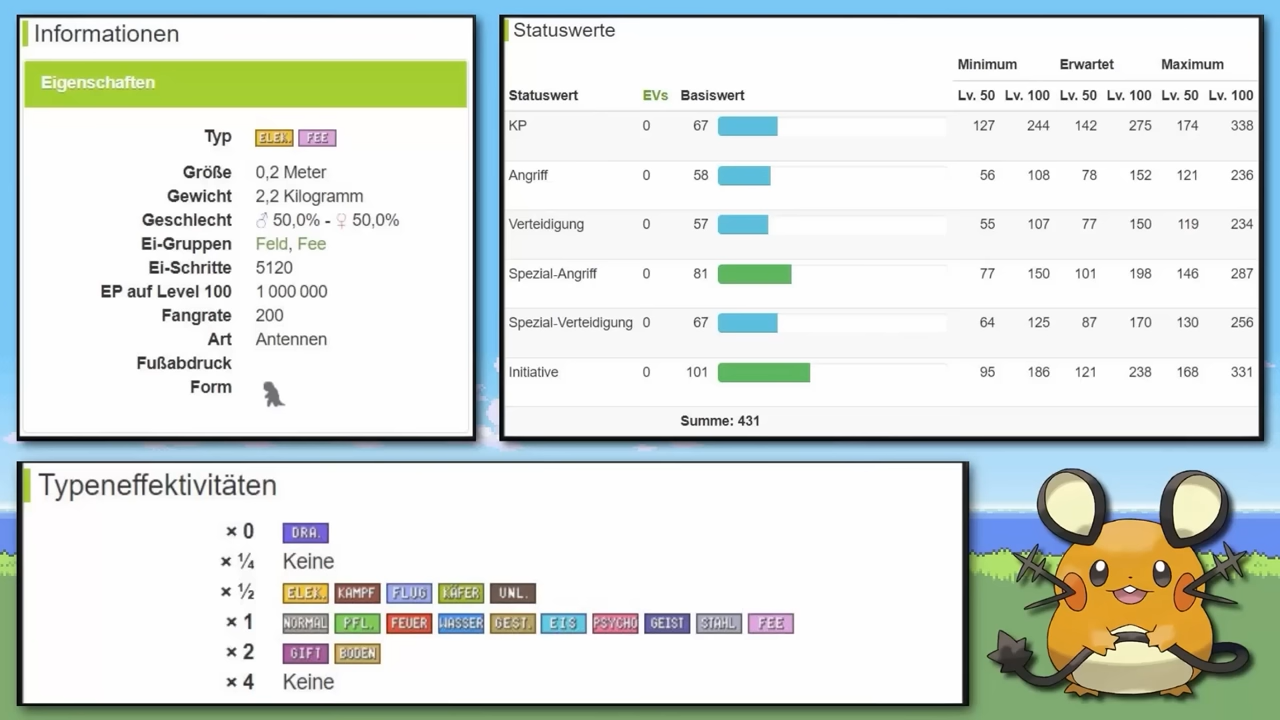 Informationen
Eigenschaften
Typ ELEK. FEE
Größe 0,2 Meter
Gewicht 2,2 Kilogramm
Geschlecht ♂ 50,0% - ♀ 50,0%
Ei-Gruppen Feld, Fee
Ei-Schritte 5120
EP auf Level 100 1 000 000
Fangrate 200
Art Antennen
Fußabdruck
Form
Statuswerte
Minimum Erwartet Maximum
Statuswert EVs Basiswert Lv. 50 Lv. 100 Lv. 50 Lv. 100 Lv. 50 Lv. 100
KP 0 67 127 244 142 275 174 338
Angriff 0 58 56 108 78 152 121 236
Verteidigung 0 57 55 107 77 150 119 234
Spezial-Angriff 0 81 77 150 101 198 146 287
Spezial-Verteidigung 0 67 64 125 87 170 130 256
Initiative 0 101 95 186 121 238 168 331
Summe: 431
Typeneffektivitäten
× 0 DRA.
× ¼ Keine
× ½ ELEK. KAMPF FLUG KÄFER UNL.
× 1 NORMAL PFL. FEUER WASSER GEST. EIS PSYCHO GEIST STAHL FEE
× 2 GIFT BODEN
× 4 Keine